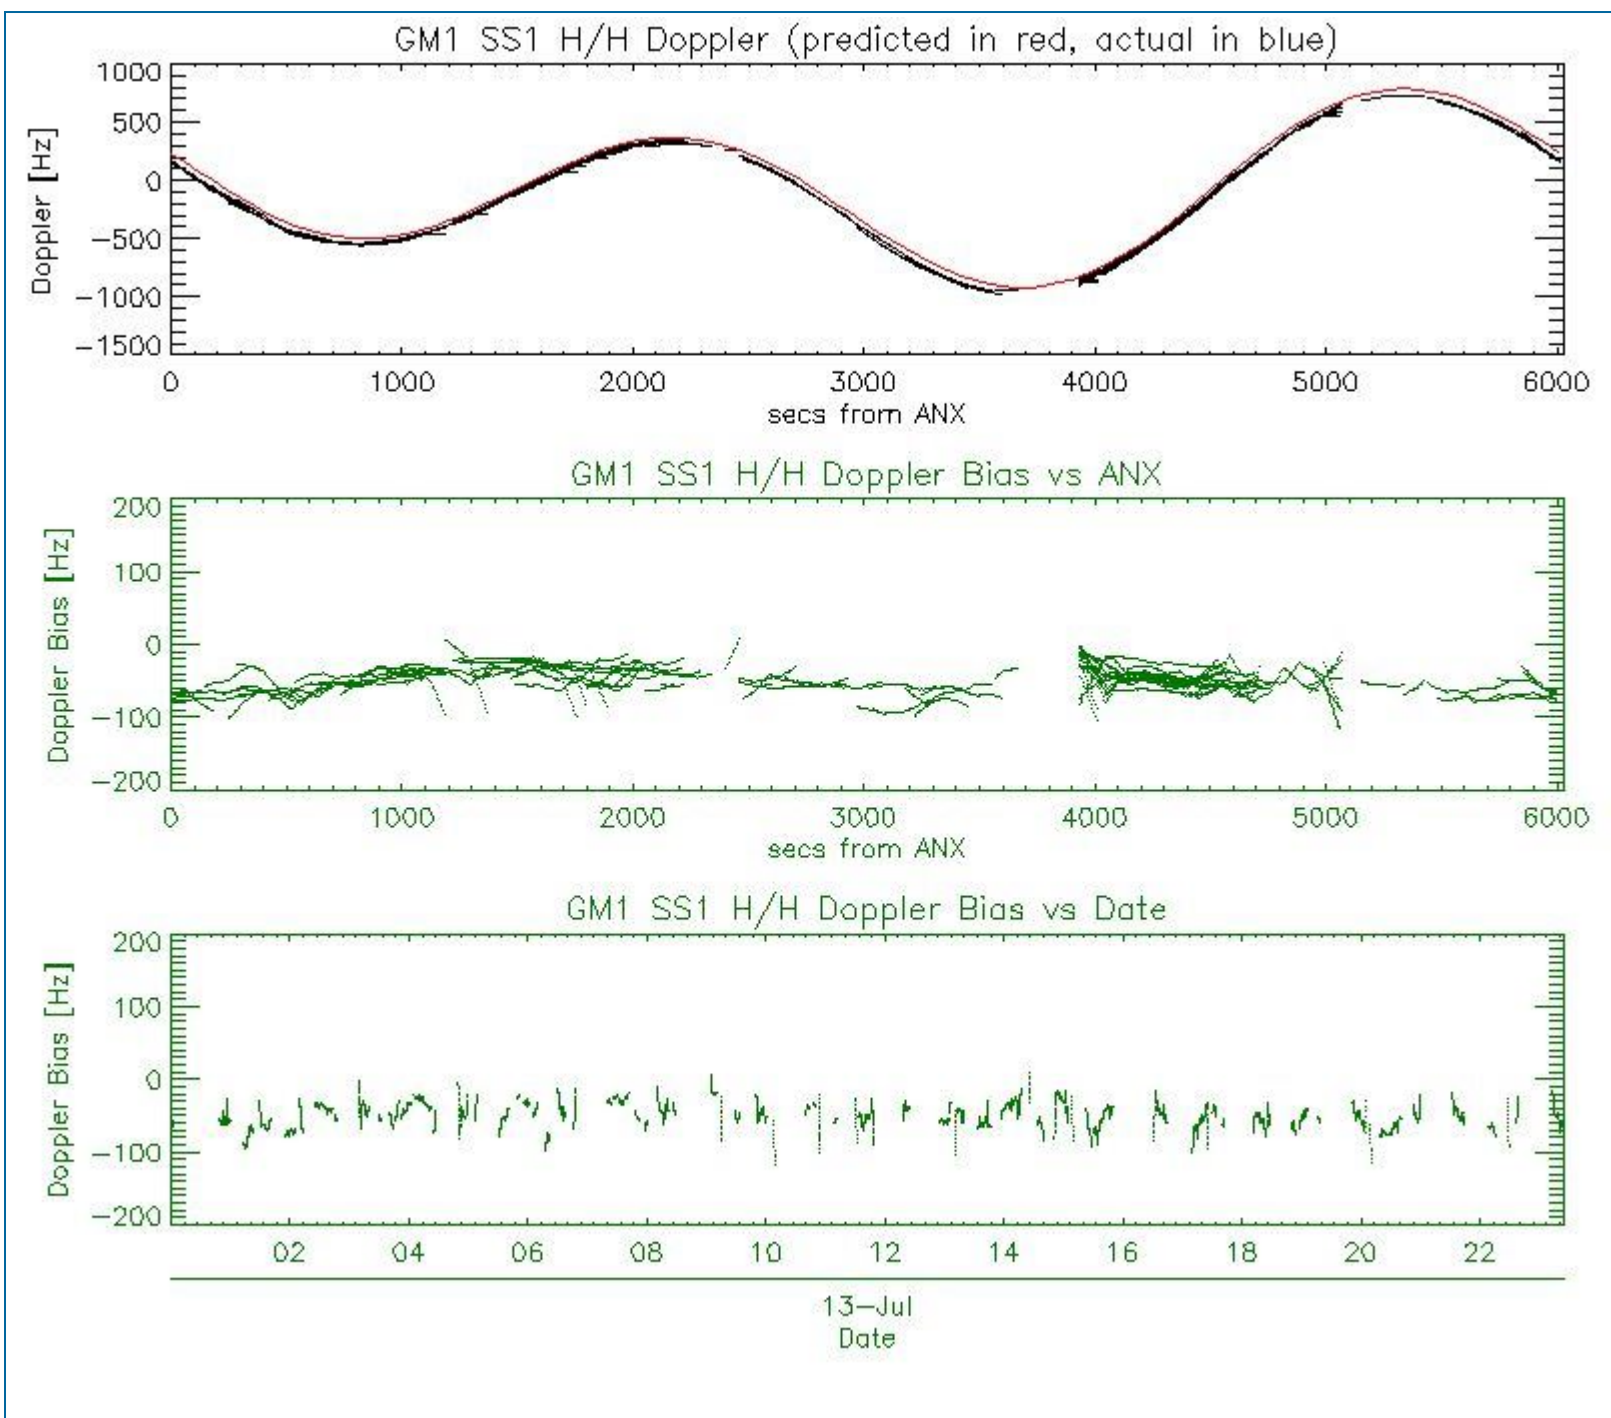 GM1 SS1 H/H Doppler (predicted in red, actual in blue)
Doppler [Hz]
1000
500
0
-500
-1000
-1500
0 1000 2000 3000 4000 5000 6000
secs from ANX
GM1 SS1 H/H Doppler Bias vs ANX
Doppler Bias [Hz]
200
100
0
-100
-200
0 1000 2000 3000 4000 5000 6000
secs from ANX
GM1 SS1 H/H Doppler Bias vs Date
Doppler Bias [Hz]
200
100
0
-100
-200
02 04 06 08 10 12 14 16 18 20 22
13-Jul
Date